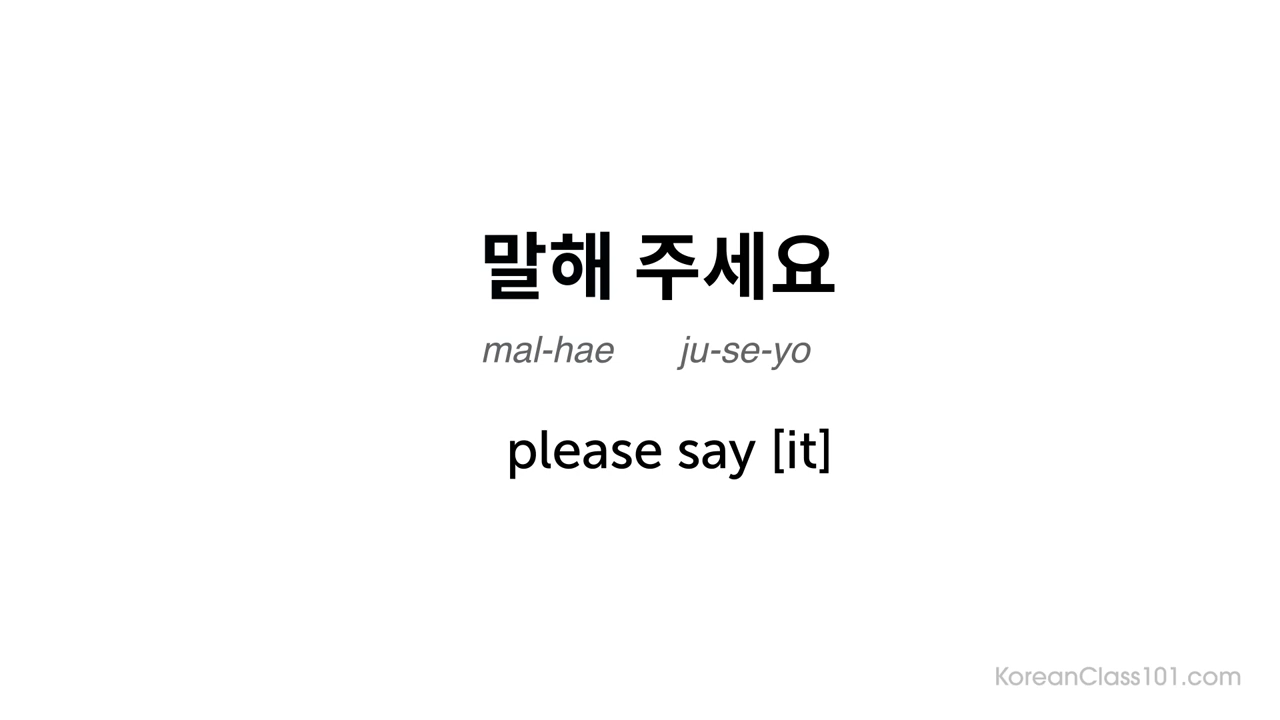 말해 주세요
mal-hae ju-se-yo
please say [it]
KoreanClass101.com